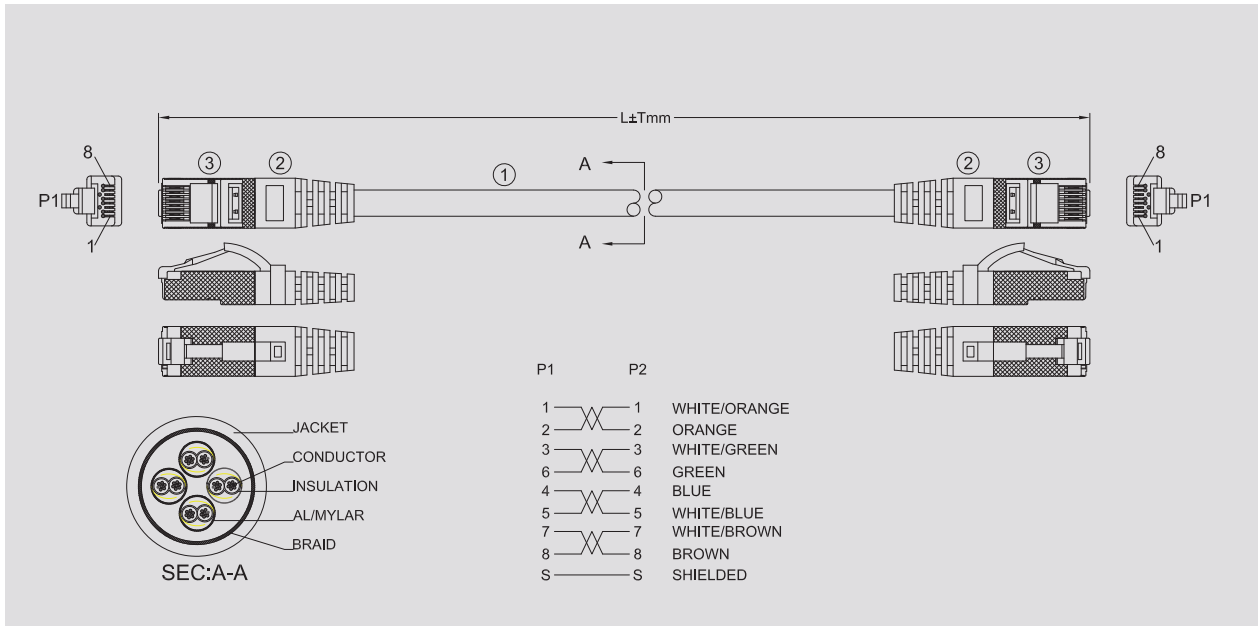 L±Tmm
8
3
2
1
A
2
3
8
P1
P1
1
A
1
P1 P2
1 1 WHITE/ORANGE
2 2 ORANGE
3 3 WHITE/GREEN
6 6 GREEN
4 4 BLUE
5 5 WHITE/BLUE
7 7 WHITE/BROWN
8 8 BROWN
S S SHIELDED
JACKET
CONDUCTOR
INSULATION
AL/MYLAR
BRAID
SEC:A-A